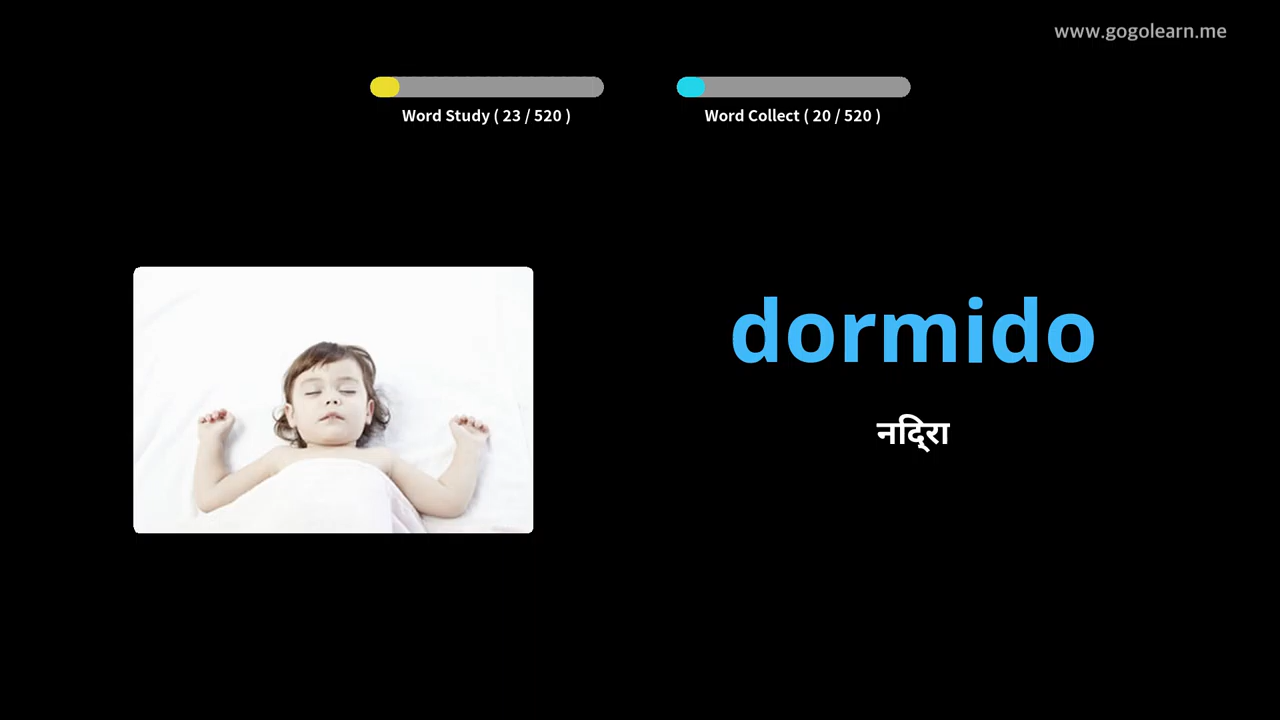 www.gogolearn.me
Word Study ( 23 / 520 )
Word Collect ( 20 / 520 )
dormido
नदि्रा